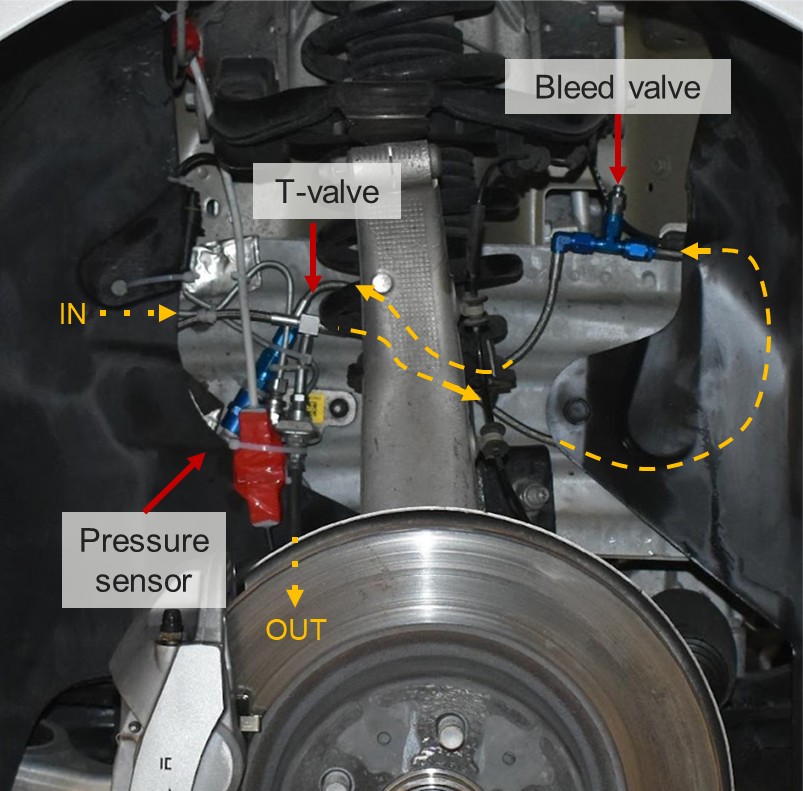 Bleed valve
T-valve
IN
Pressure
sensor
OUT